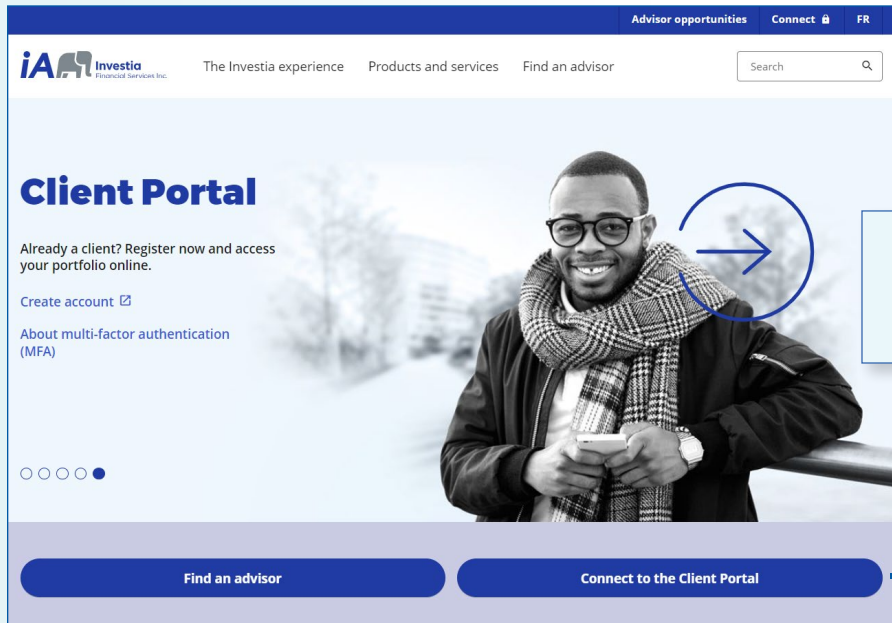 Advisor opportunities Connect FR
iA Investia
Financial Services Inc.
The Investia experience Products and services Find an advisor Search
Client Portal
Already a client? Register now and access
your portfolio online.
Create account
About multi-factor authentication
(MFA)
Find an advisor Connect to the Client Portal